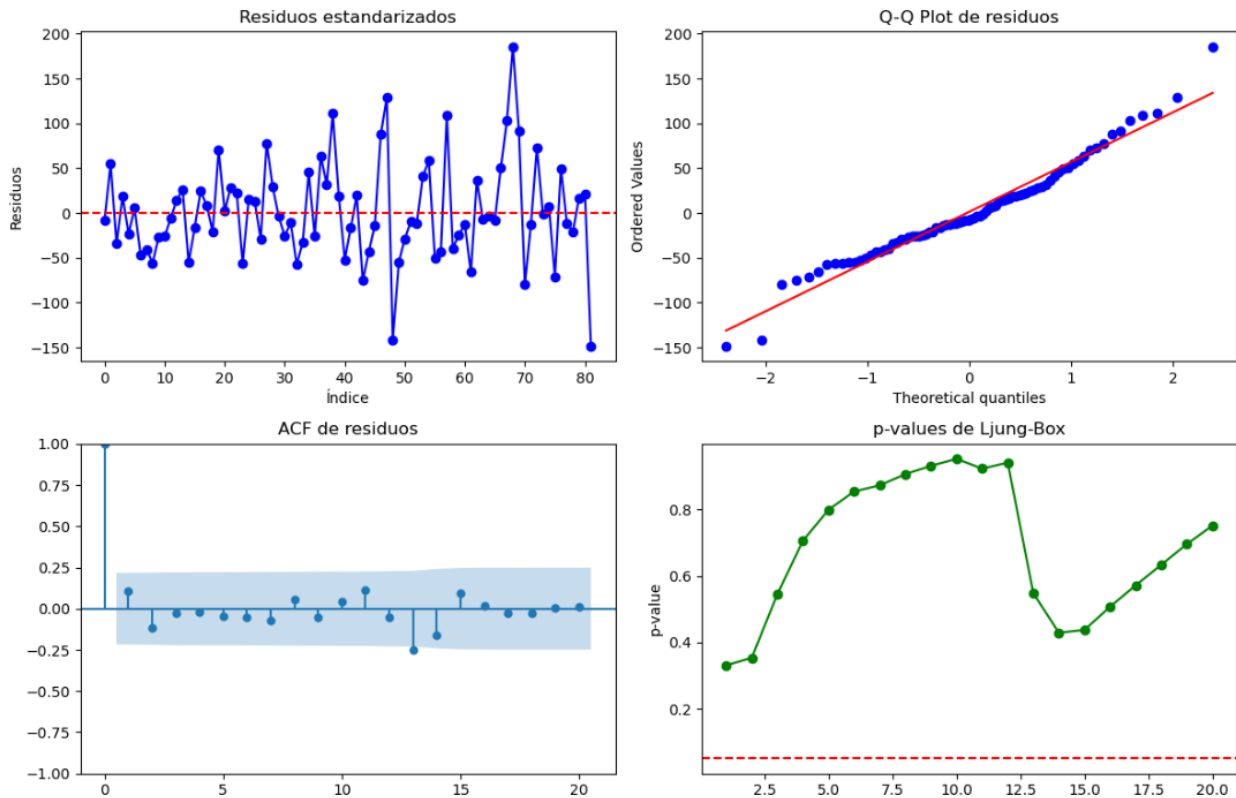 Residuos estandarizados
200
150
100
50
0
−50
−100
−150
Residuos
0 10 20 30 40 50 60 70 80
Índice
Q-Q Plot de residuos
200
150
100
50
0
−50
−100
−150
Ordered Values
−2 −1 0 1 2
Theoretical quantiles
ACF de residuos
1.00
0.75
0.50
0.25
0.00
−0.25
−0.50
−0.75
−1.00
0 5 10 15 20
p-values de Ljung-Box
0.8
0.6
0.4
0.2
p-value
2.5 5.0 7.5 10.0 12.5 15.0 17.5 20.0